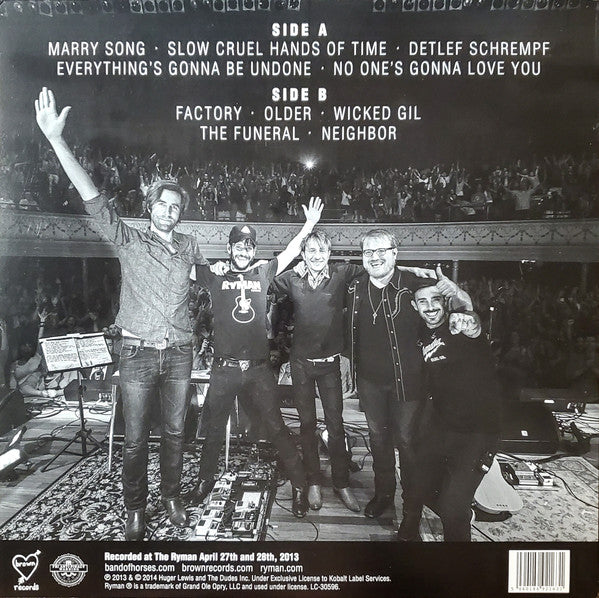 SIDE A
MARRY SONG · SLOW CRUEL HANDS OF TIME · DETLEF SCHREMPF
EVERYTHING'S GONNA BE UNDONE · NO ONE'S GONNA LOVE YOU
SIDE B
FACTORY · OLDER · WICKED GIL
THE FUNERAL · NEIGHBOR
RYMAN
brown
records
Recorded at The Ryman April 27th and 28th, 2013
bandofhorses.com brownrecords.com ryman.com
℗ 2013 & © 2014 Huger Lewis and The Dudes Inc. Under Exclusive License to Kobalt Label Services.
Ryman ® is a trademark of Grand Ole Opry, LLC and used under license. LC-30596.